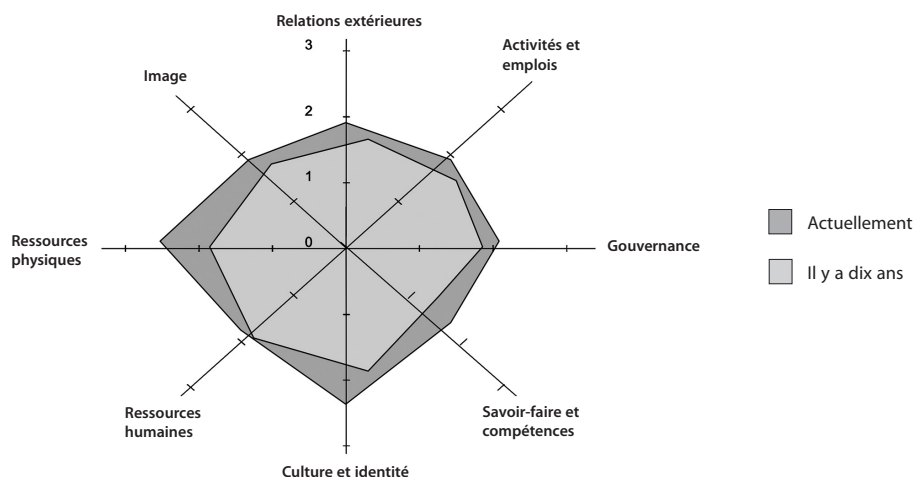 Relations extérieures
3
Activités et
emplois
Image
2
1
Ressources
physiques
0
Gouvernance
Actuellement
Il y a dix ans
Ressources
humaines
Savoir-faire et
compétences
Culture et identité